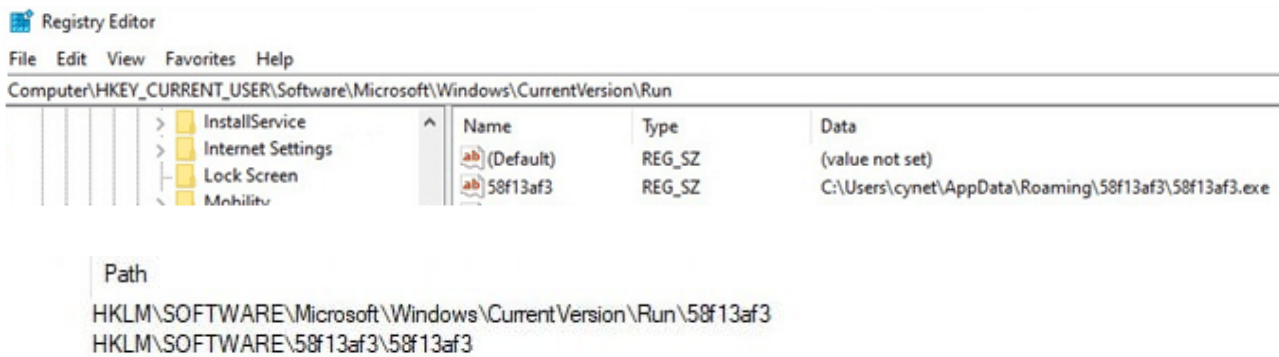 Registry Editor
File Edit View Favorites Help
Computer\HKEY_CURRENT_USER\Software\Microsoft\Windows\CurrentVersion\Run
InstallService
Internet Settings
Lock Screen
Mobility
Name Type Data
(Default) REG_SZ (value not set)
58f13af3 REG_SZ C:\Users\cynet\AppData\Roaming\58f13af3\58f13af3.exe
Path
HKLM\SOFTWARE\Microsoft\Windows\CurrentVersion\Run\58f13af3
HKLM\SOFTWARE\58f13af3\58f13af3